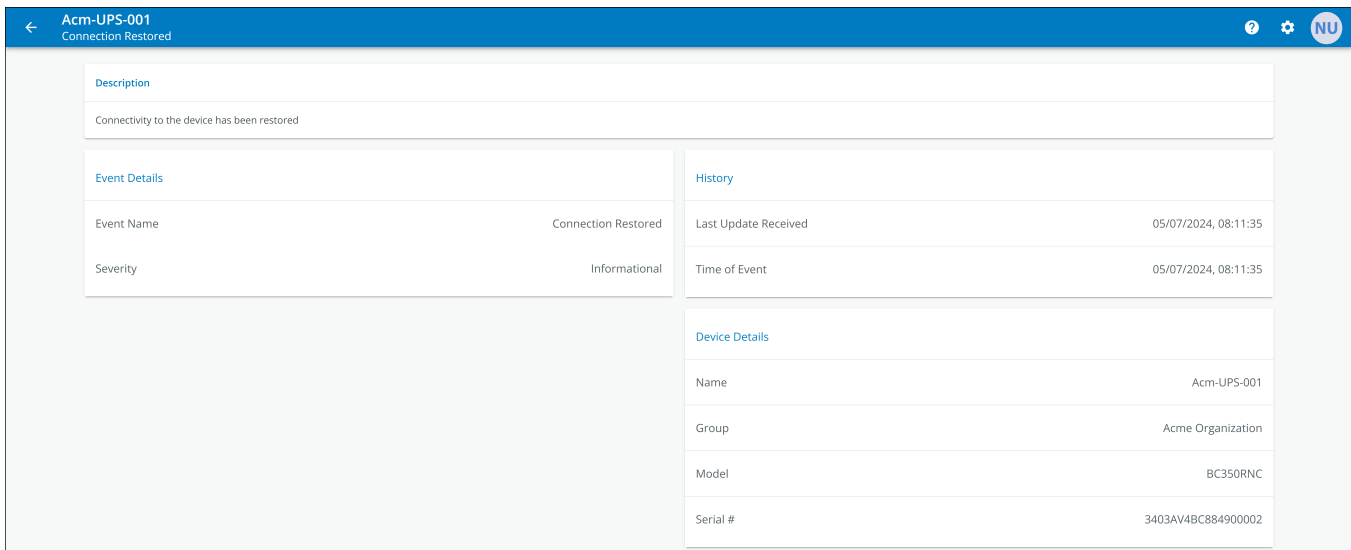 Acm-UPS-001
Connection Restored
NU
Description
Connectivity to the device has been restored
Event Details
Event Name Connection Restored
Severity Informational
History
Last Update Received 05/07/2024, 08:11:35
Time of Event 05/07/2024, 08:11:35
Device Details
Name Acm-UPS-001
Group Acme Organization
Model BC350RNC
Serial # 3403AV4BC884900002